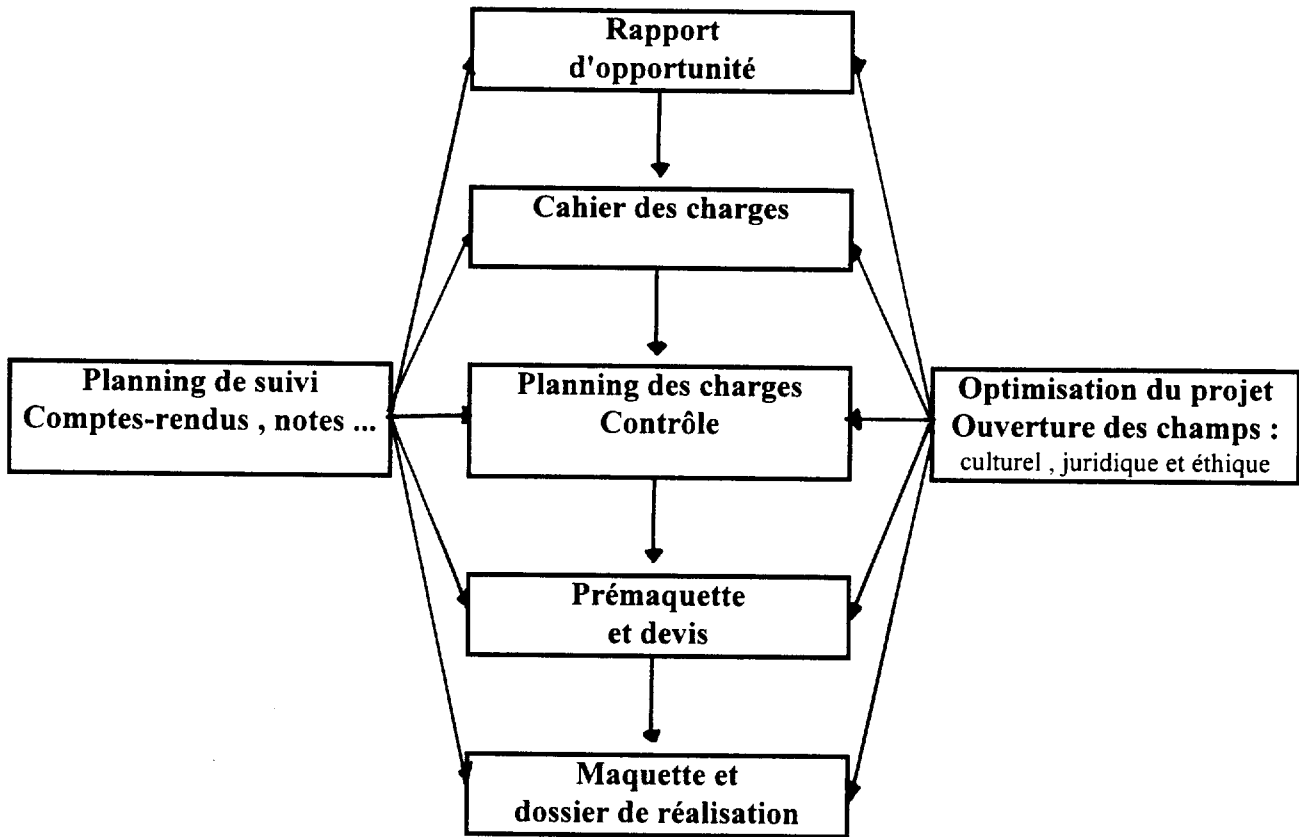 Rapport
d'opportunité
Cahier des charges
Planning de suivi
Comptes-rendus , notes ...
Planning des charges
Contrôle
Optimisation du projet
Ouverture des champs :
culturel , juridique et éthique
Prémaquette
et devis
Maquette et
dossier de réalisation